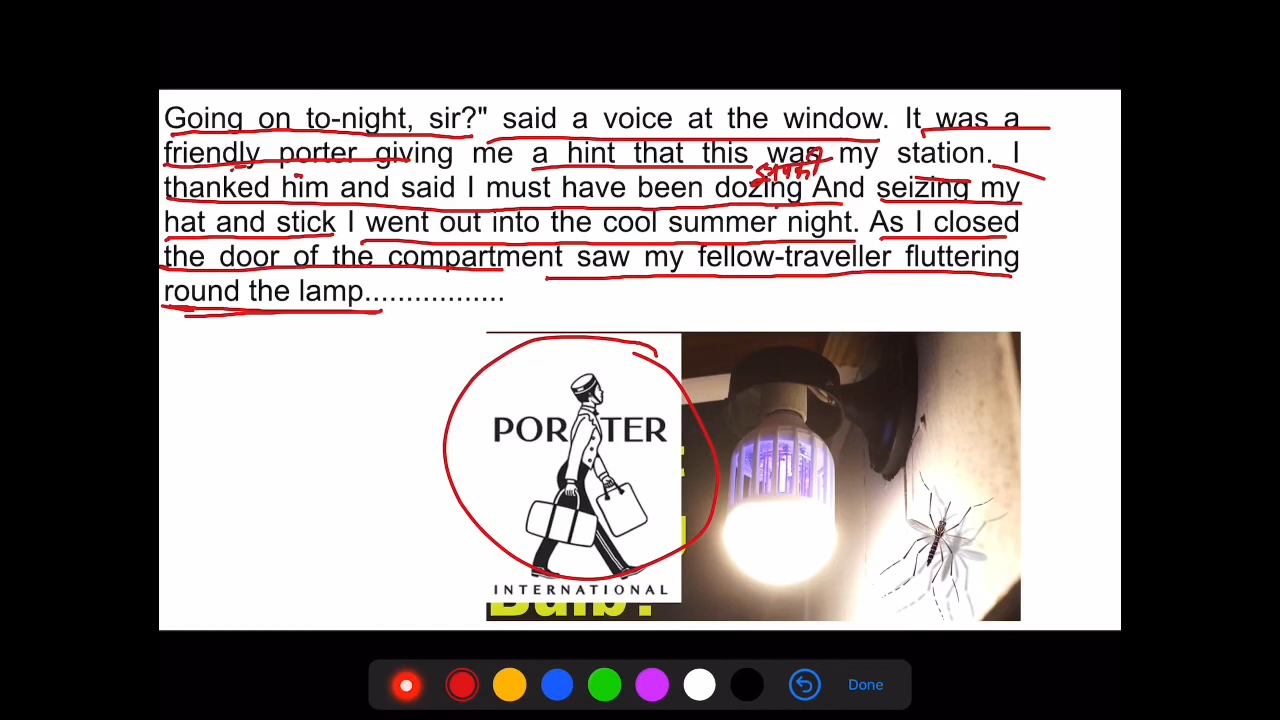 Going on to-night, sir?" said a voice at the window. It was a
friendly porter giving me a hint that this was my station. I
thanked him and said I must have been dozing And seizing my
hat and stick I went out into the cool summer night. As I closed
the door of the compartment saw my fellow-traveller fluttering
round the lamp.................
PORTER
INTERNATIONAL
Bulb?
Done